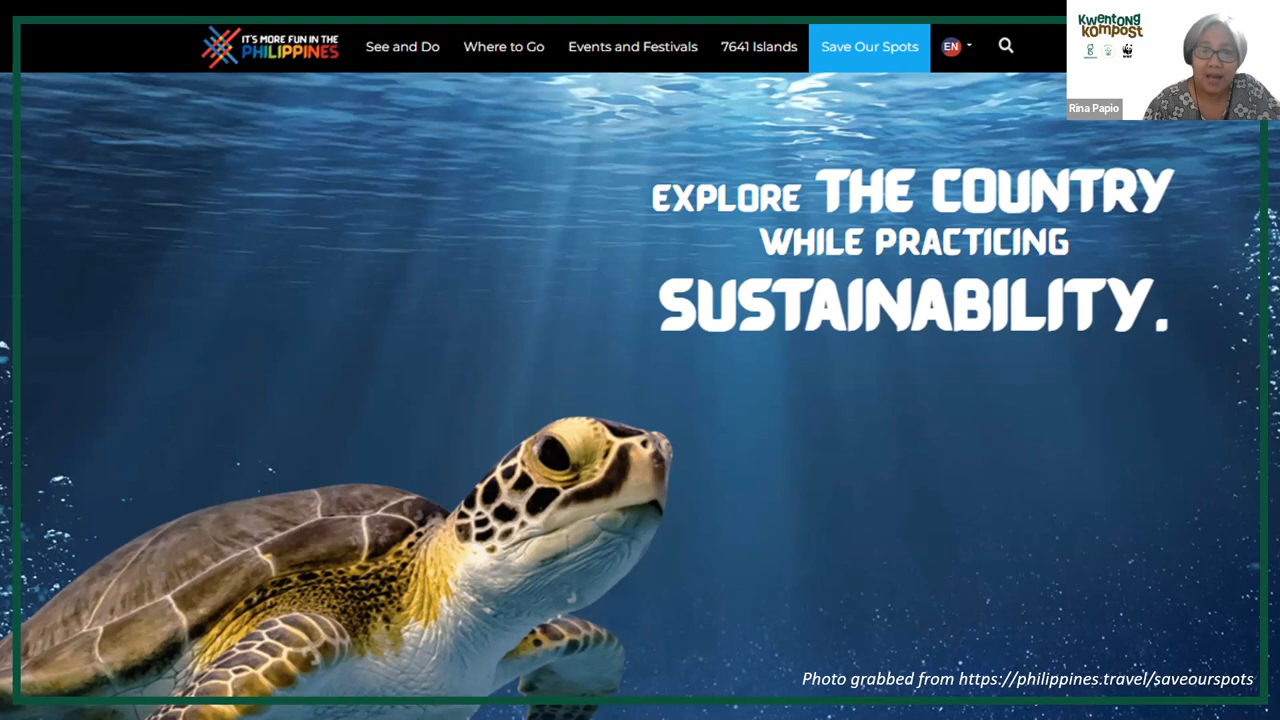 IT'S MORE FUN IN THE
PHILIPPINES
See and Do
Where to Go
Events and Festivals
7641 Islands
Save Our Spots
EN
Kwentong
Kompost
WWF
Rina Papio
EXPLORE THE COUNTRY
WHILE PRACTICING
SUSTAINABILITY.
Photo grabbed from https://philippines.travel/saveourspots